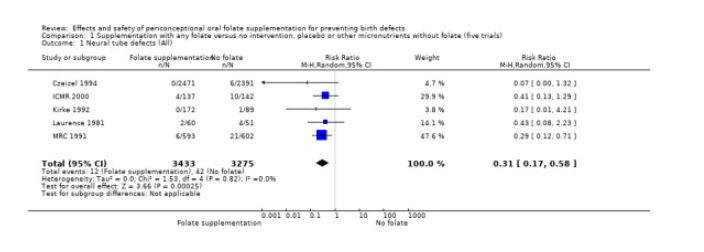 Review: Effects and safety of periconceptional oral folate supplementation for preventing birth defects
Comparison: 1 Supplementation with any folate versus no intervention, placebo or other micronutrients without folate (five trials)
Outcome: 1 Neural tube defects (All)
Study or subgroup Folate supplementation No folate Risk Ratio Weight Risk Ratio
n/N n/N M-H,Random,95% CI M-H,Random,95% CI
Czeizel 1994 0/2471 6/2391 4.7 % 0.07 [ 0.00, 1.32 ]
ICMR 2000 4/137 10/142 29.9 % 0.41 [ 0.13, 1.29 ]
Kirke 1992 0/172 1/89 3.8 % 0.17 [ 0.01, 4.21 ]
Laurence 1981 2/60 4/51 14.1 % 0.43 [ 0.08, 2.23 ]
MRC 1991 6/593 21/602 47.6 % 0.29 [ 0.12, 0.71 ]
Total (95% CI) 3433 3275 100.0 % 0.31 [ 0.17, 0.58 ]
Total events: 12 (Folate supplementation), 42 (No folate)
Heterogeneity: Tau² = 0.0; Chi² = 1.53, df = 4 (P = 0.82); I² =0.0%
Test for overall effect: Z = 3.66 (P = 0.00025)
Test for subgroup differences: Not applicable
0.001 0.01 0.1 1 10 100 1000
Folate supplementation No folate